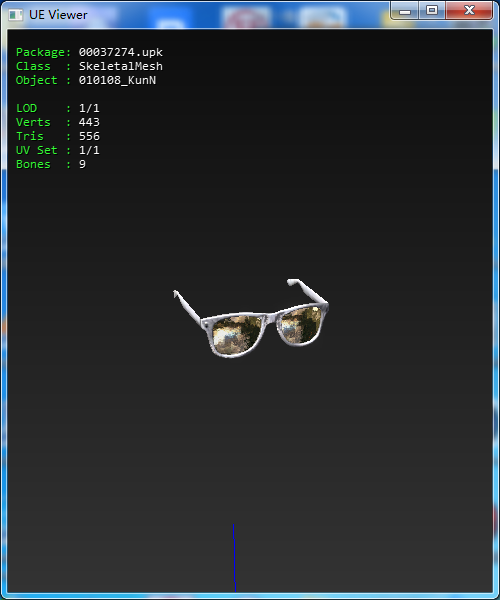 UE Viewer
Package: 00037274.upk
Class  : SkeletalMesh
Object : 010108_KunN
LOD    : 1/1
Verts  : 443
Tris   : 556
UV Set : 1/1
Bones  : 9